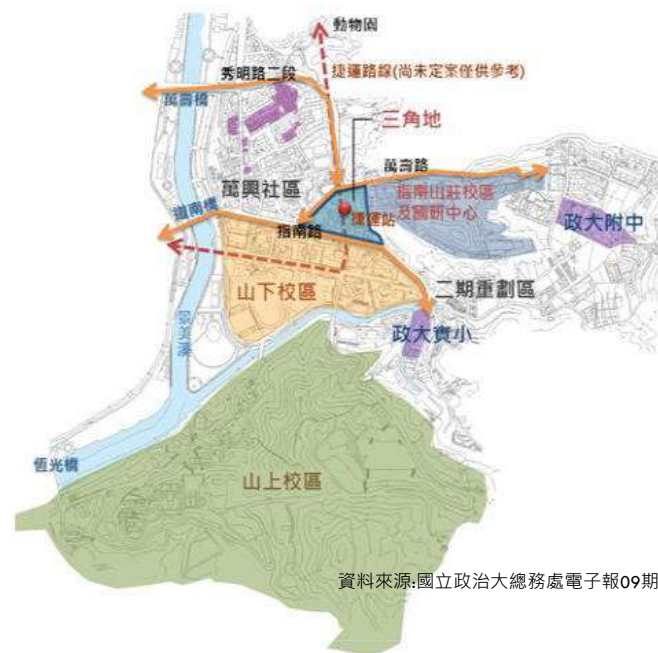 動物園
秀明路二段
捷運路線(尚未定案僅供參考)
萬壽橋
三角地
萬壽路
萬興社區
指南山莊校區
及國研中心
道南橋
捷運站
政大附中
指南路
山下校區
二期重劃區
景美溪
政大實小
恆光橋
山上校區
資料來源:國立政治大總務處電子報09期